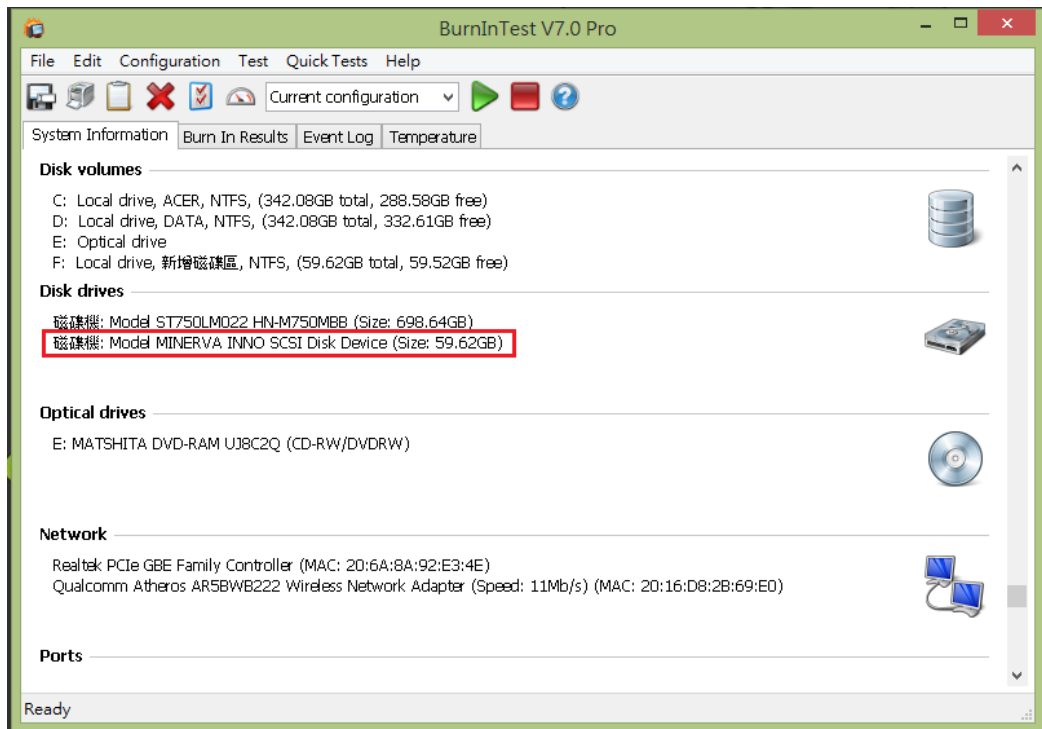 BurnInTest V7.0 Pro
File Edit Configuration Test Quick Tests Help
Current configuration
System Information Burn In Results Event Log Temperature
Disk volumes
C: Local drive, ACER, NTFS, (342.08GB total, 288.58GB free)
D: Local drive, DATA, NTFS, (342.08GB total, 332.61GB free)
E: Optical drive
F: Local drive, 新增磁碟區, NTFS, (59.62GB total, 59.52GB free)
Disk drives
磁碟機: Model ST750LM022 HN-M750MBB (Size: 698.64GB)
磁碟機: Model MINERVA INNO SCSI Disk Device (Size: 59.62GB)
Optical drives
E: MATSHITA DVD-RAM UJ8C2Q (CD-RW/DVDRW)
Network
Realtek PCIe GBE Family Controller (MAC: 20:6A:8A:92:E3:4E)
Qualcomm Atheros AR5BWB222 Wireless Network Adapter (Speed: 11Mb/s) (MAC: 20:16:D8:2B:69:E0)
Ports
Ready